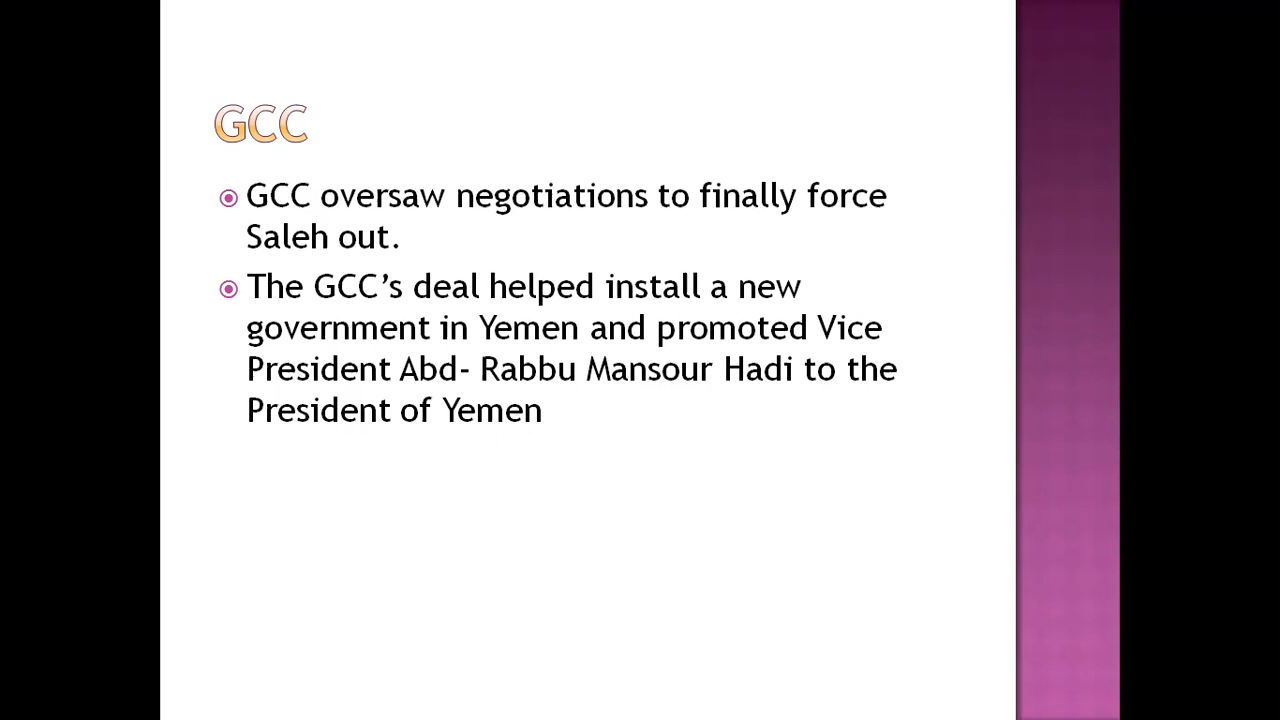 GCC
GCC oversaw negotiations to finally force
Saleh out.
The GCC’s deal helped install a new
government in Yemen and promoted Vice
President Abd- Rabbu Mansour Hadi to the
President of Yemen